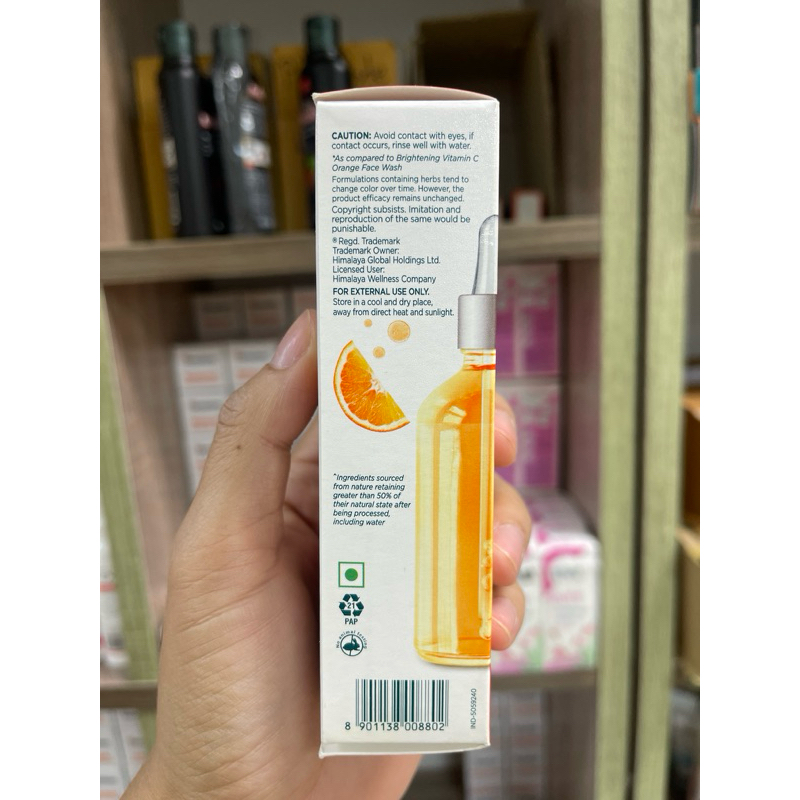 CAUTION: Avoid contact with eyes, if
contact occurs, rinse well with water.
*As compared to Brightening Vitamin C
Orange Face Wash
Formulations containing herbs tend to
change color over time. However, the
product efficacy remains unchanged.
Copyright subsists. Imitation and
reproduction of the same would be
punishable.
®Regd. Trademark
Trademark Owner:
Himalaya Global Holdings Ltd.
Licensed User:
Himalaya Wellness Company
FOR EXTERNAL USE ONLY.
Store in a cool and dry place,
away from direct heat and sunlight.
^Ingredients sourced
from nature retaining
greater than 50% of
their natural state after
being processed,
including water
21
PAP
No animal testing
8 901138 008802
IND-5059240